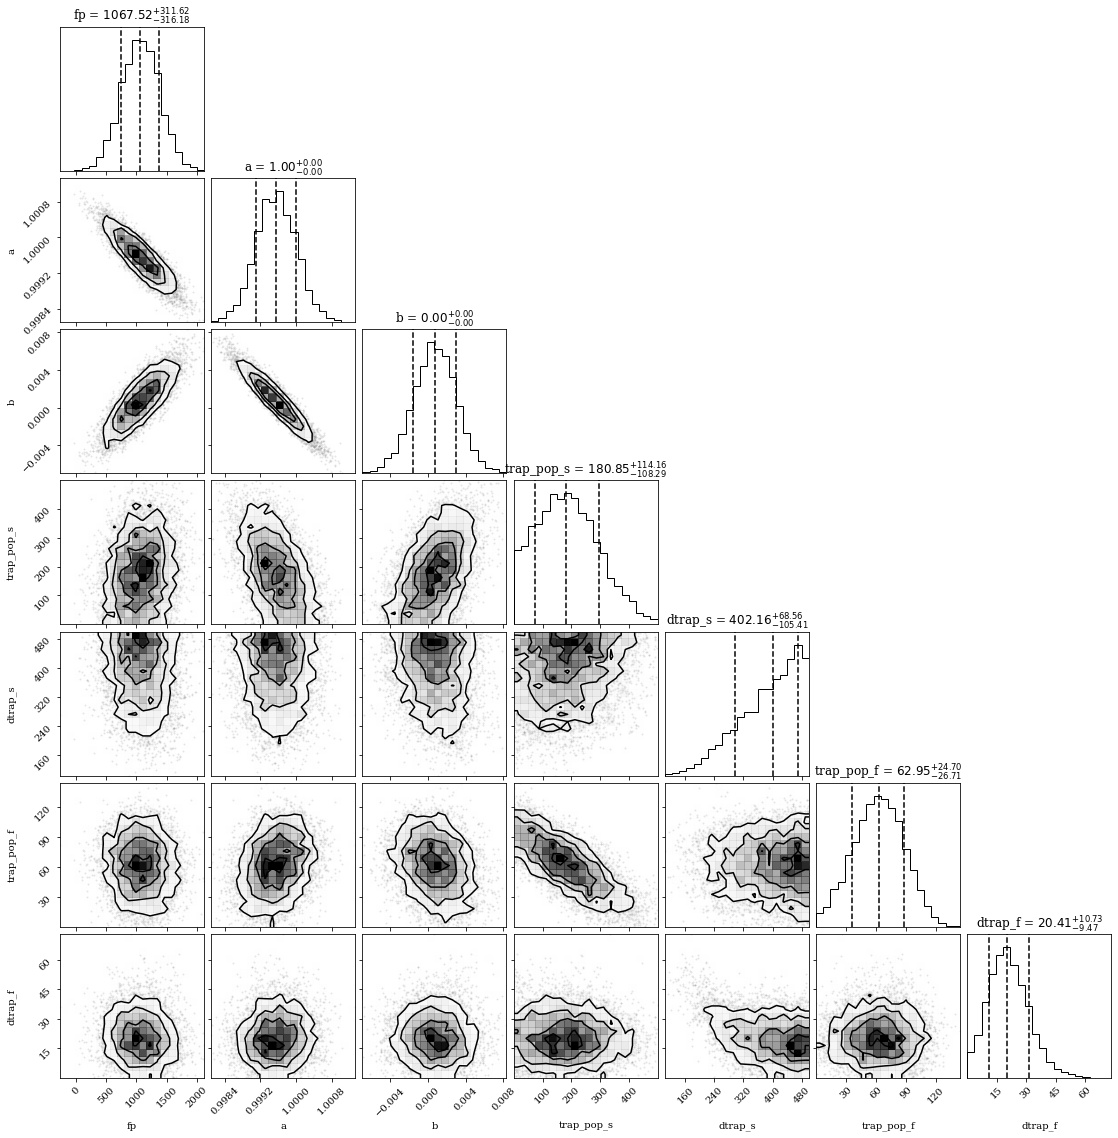 fp = 1067.52+311.62−316.18
a = 1.00+0.00−0.00
a
1.0008
1.0000
0.9992
0.9984
b = 0.00+0.00−0.00
b
0.008
0.004
0.000
−0.004
trap_pop_s = 180.85+114.16−108.29
trap_pop_s
400
300
200
100
dtrap_s = 402.16+68.56−105.41
dtrap_s
480
400
320
240
160
trap_pop_f = 62.95+24.70−26.71
trap_pop_f
120
90
60
30
dtrap_f = 20.41+10.73−9.47
dtrap_f
60
45
30
15
0 500 1000 1500 2000 0.9984 0.9992 1.0000 1.0008 −0.004 0.000 0.004 0.008 100 200 300 400 160 240 320 400 480 30 60 90 120 15 30 45 60
fp a b trap_pop_s dtrap_s trap_pop_f dtrap_f